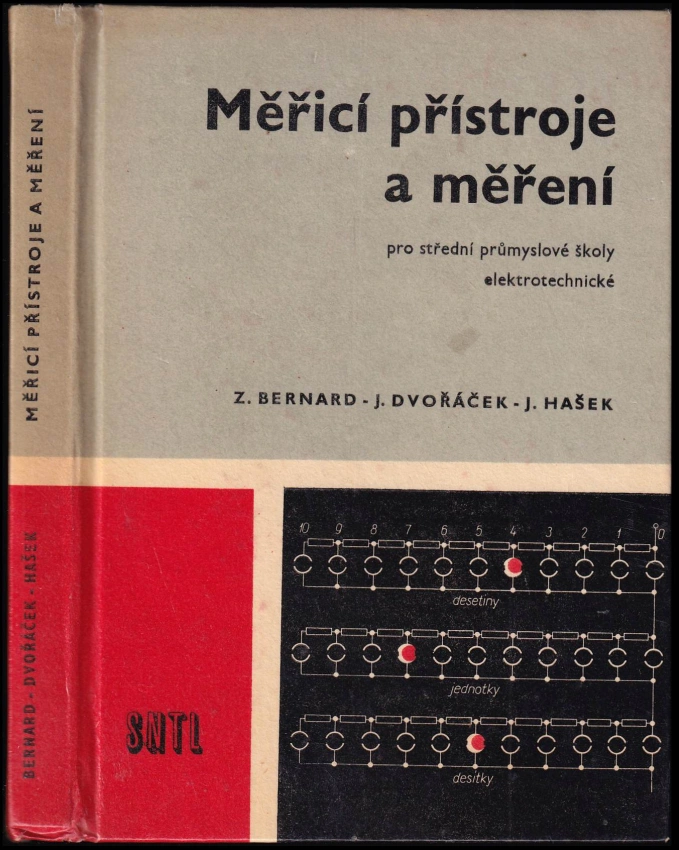 MĚŘICÍ PŘÍSTROJE A MĚŘENÍ
BERNARD - DVOŘÁČEK - HAŠEK
Měřicí přístroje
a měření
pro střední průmyslové školy
elektrotechnické
Z. BERNARD - J. DVOŘÁČEK - J. HAŠEK
SNTL
10 9 8 7 6 5 4 3 2 1 0
desetiny
jednotky
desítky